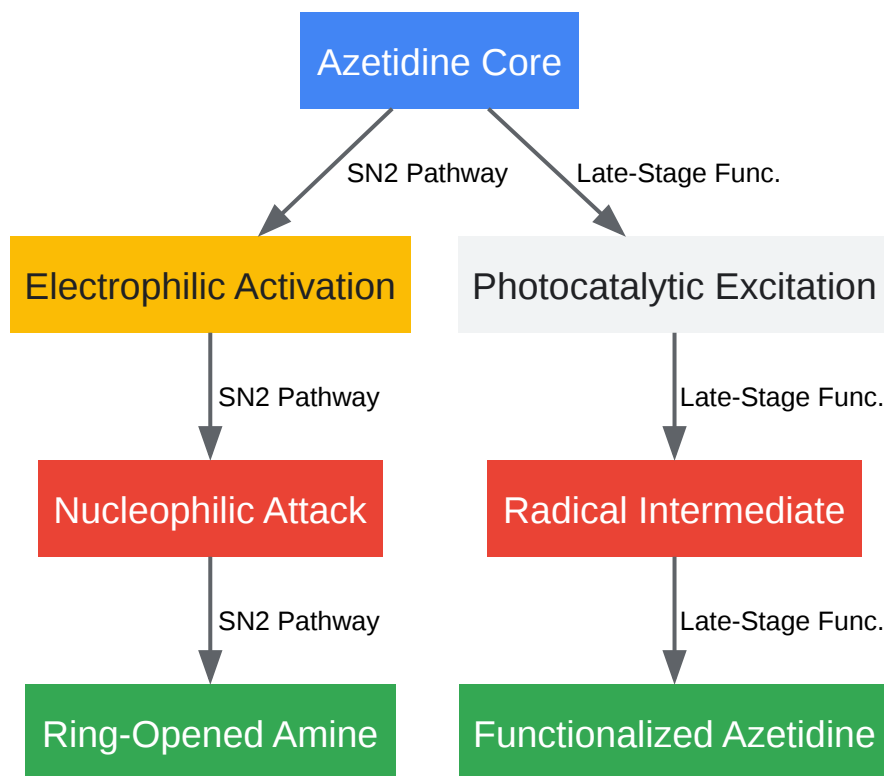 Azetidine Core
SN2 Pathway
Late-Stage Func.
Electrophilic Activation
Photocatalytic Excitation
SN2 Pathway
Late-Stage Func.
Nucleophilic Attack
Radical Intermediate
SN2 Pathway
Late-Stage Func.
Ring-Opened Amine
Functionalized Azetidine